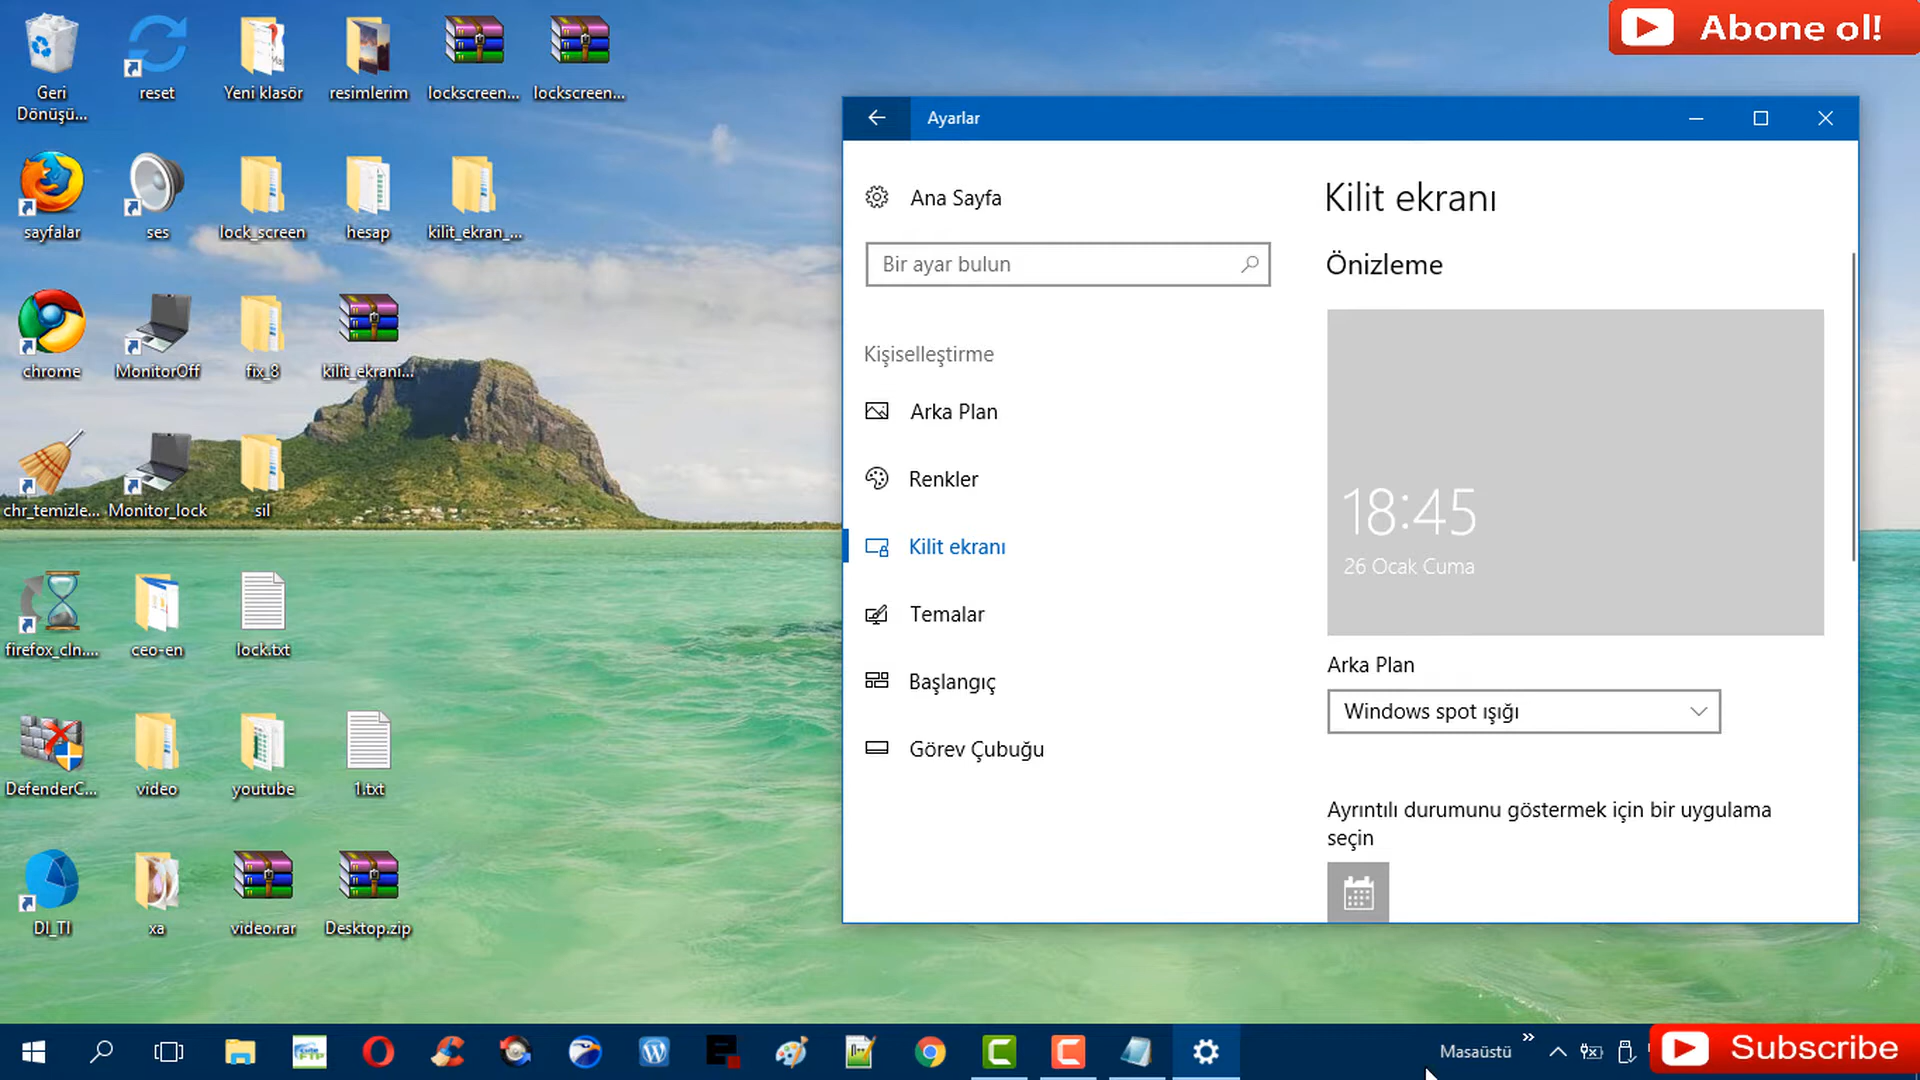 Abone ol!
Geri
Dönüşü...
reset
Yeni klasör
resimlerim
lockscreen...
lockscreen...
sayfalar
ses
lock_screen
hesap
kilit_ekran_...
chrome
MonitorOff
fix_8
kilit_ekranı...
chr_temizle...
Monitor_lock
sil
firefox_cln....
ceo-en
lock.txt
DefenderC...
video
youtube
1.txt
DI_TI
xa
video.rar
Desktop.zip
Ayarlar
Ana Sayfa
Bir ayar bulun
Kişiselleştirme
Arka Plan
Renkler
Kilit ekranı
Temalar
Başlangıç
Görev Çubuğu
Kilit ekranı
Önizleme
18:45
26 Ocak Cuma
Arka Plan
Windows spot ışığı
Ayrıntılı durumunu göstermek için bir uygulama
seçin
FTP
Masaüstü
Subscribe